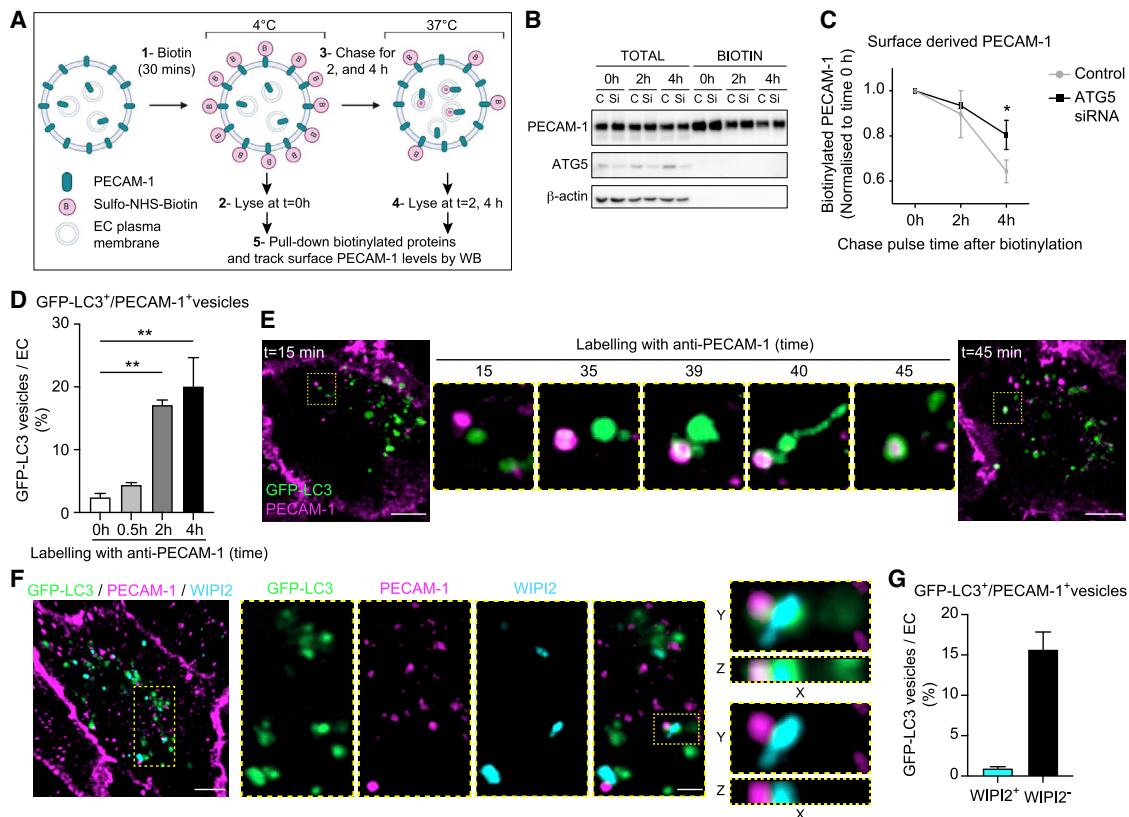 A
4°C
37°C
1- Biotin
(30 mins)
3- Chase for
2, and 4 h
B
PECAM-1
Sulfo-NHS-Biotin
EC plasma
membrane
2- Lyse at t=0h
4- Lyse at t=2, 4 h
5- Pull-down biotinylated proteins
and track surface PECAM-1 levels by WB
B
TOTAL BIOTIN
0h 2h 4h 0h 2h 4h
C Si C Si C Si C Si C Si C Si
PECAM-1
ATG5
β-actin
C
Surface derived PECAM-1
Biotinylated PECAM-1
(Normalised to time 0 h)
1.0
0.8
0.6
*
0h 2h 4h
Chase pulse time after biotinylation
Control
ATG5
siRNA
D
GFP-LC3+/PECAM-1+vesicles
GFP-LC3 vesicles / EC
(%)
30
20
10
0
**
**
0h 0.5h 2h 4h
Labelling with anti-PECAM-1 (time)
E
t=15 min
GFP-LC3
PECAM-1
Labelling with anti-PECAM-1 (time)
15 35 39 40 45
t=45 min
F
GFP-LC3 / PECAM-1 / WIPI2
GFP-LC3
PECAM-1
WIPI2
Y
Z
X
Y
Z
X
G
GFP-LC3+/PECAM-1+vesicles
GFP-LC3 vesicles / EC
(%)
20
15
10
5
0
WIPI2+ WIPI2-